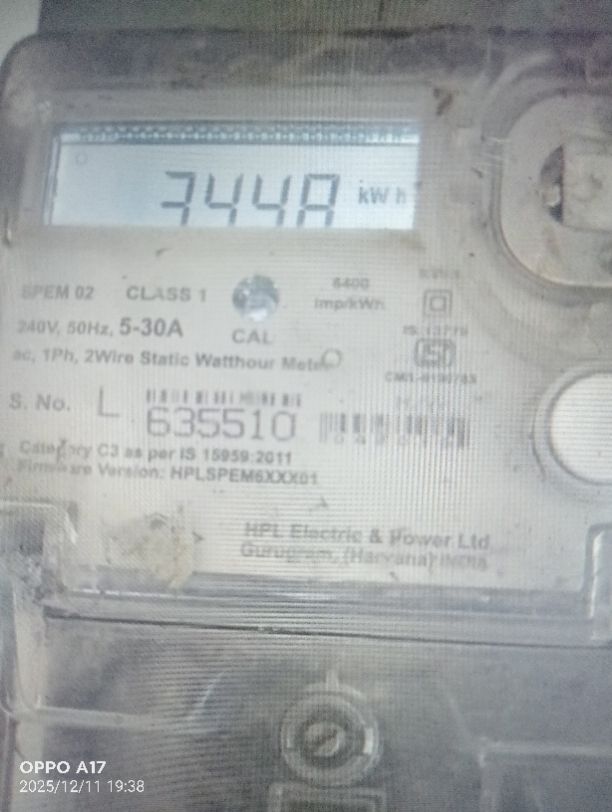 3448 kWh
SPEM 02 CLASS 1
6400
imp/kWh
240V, 50Hz, 5-30A
CAL
ac, 1Ph, 2Wire Static Watthour Meter
S. No. L 635510
Category C3 as per IS 15959:2011
Firmware Version: HPLSPEM6XXX01
HPL Electric & Power Ltd
Gurugram, (Haryana) INDIA
OPPO A17
2025/12/11 19:38